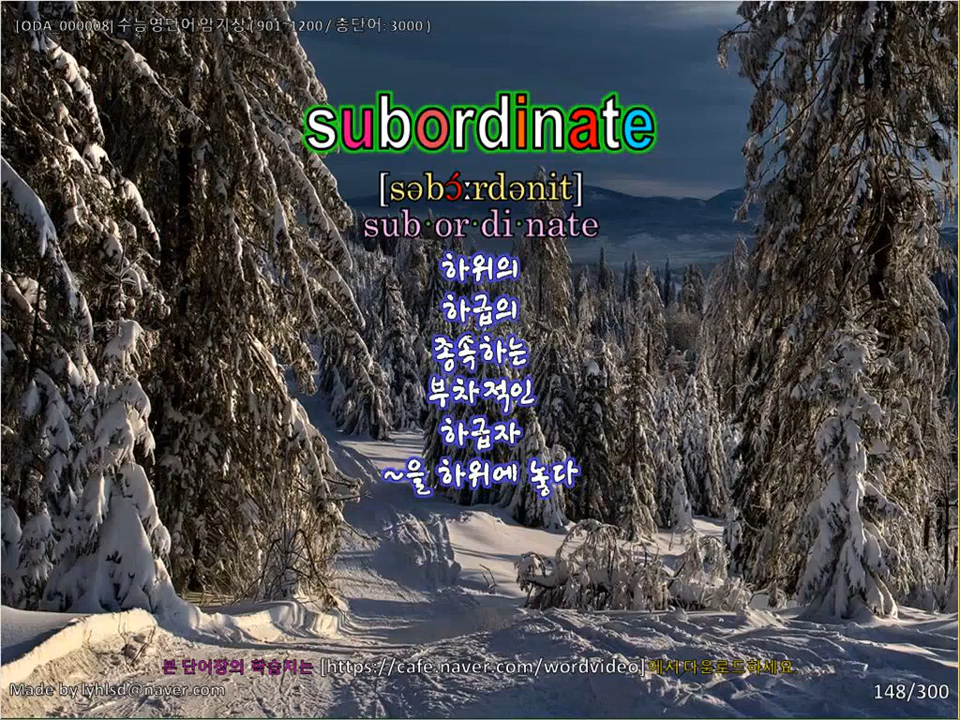 [ODA_000008] 수능영단어 암기상 ( 901~1200 / 총단어: 3000 )
subordinate
[səbɔ́ːrdənit]
sub·or·di·nate
하위의
하급의
종속하는
부차적인
하급자
~을 하위에 놓다
본 단어장의 학습지는 [https://cafe.naver.com/wordvideo]에서 다운로드하세요
Made by lyhlsd@naver.com
148/300